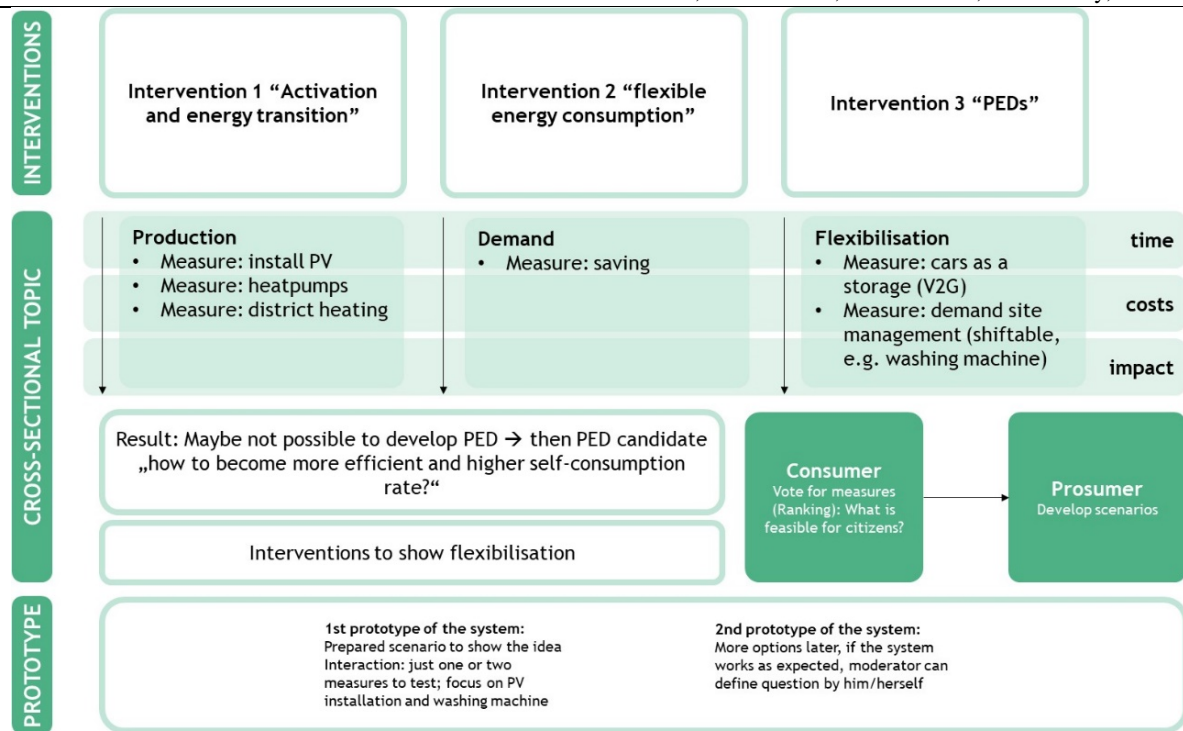 INTERVENTIONS
Intervention 1 “Activation
and energy transition”
Intervention 2 “flexible
energy consumption”
Intervention 3 “PEDs”
CROSS-SECTIONAL TOPIC
Production
• Measure: install PV
• Measure: heatpumps
• Measure: district heating
Demand
• Measure: saving
Flexibilisation
• Measure: cars as a
storage (V2G)
• Measure: demand site
management (shiftable,
e.g. washing machine)
time
costs
impact
Result: Maybe not possible to develop PED → then PED candidate
„how to become more efficient and higher self-consumption
rate?“
Interventions to show flexibilisation
Consumer
Vote for measures
(Ranking): What is
feasible for citizens?
Prosumer
Develop scenarios
PROTOTYPE
1st prototype of the system:
Prepared scenario to show the idea
Interaction: just one or two
measures to test; focus on PV
installation and washing machine
2nd prototype of the system:
More options later, if the system
works as expected, moderator can
define question by him/herself